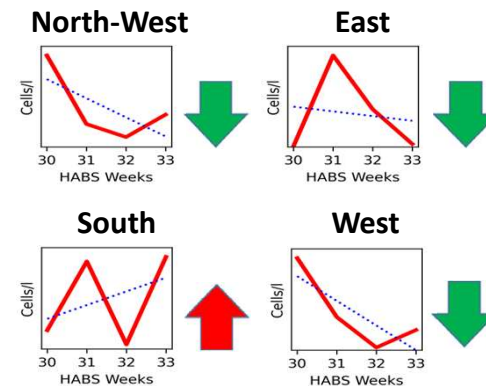 North-West
Cells/l
30 31 32 33
HABS Weeks
East
Cells/l
30 31 32 33
HABS Weeks
South
Cells/l
30 31 32 33
HABS Weeks
West
Cells/l
30 31 32 33
HABS Weeks